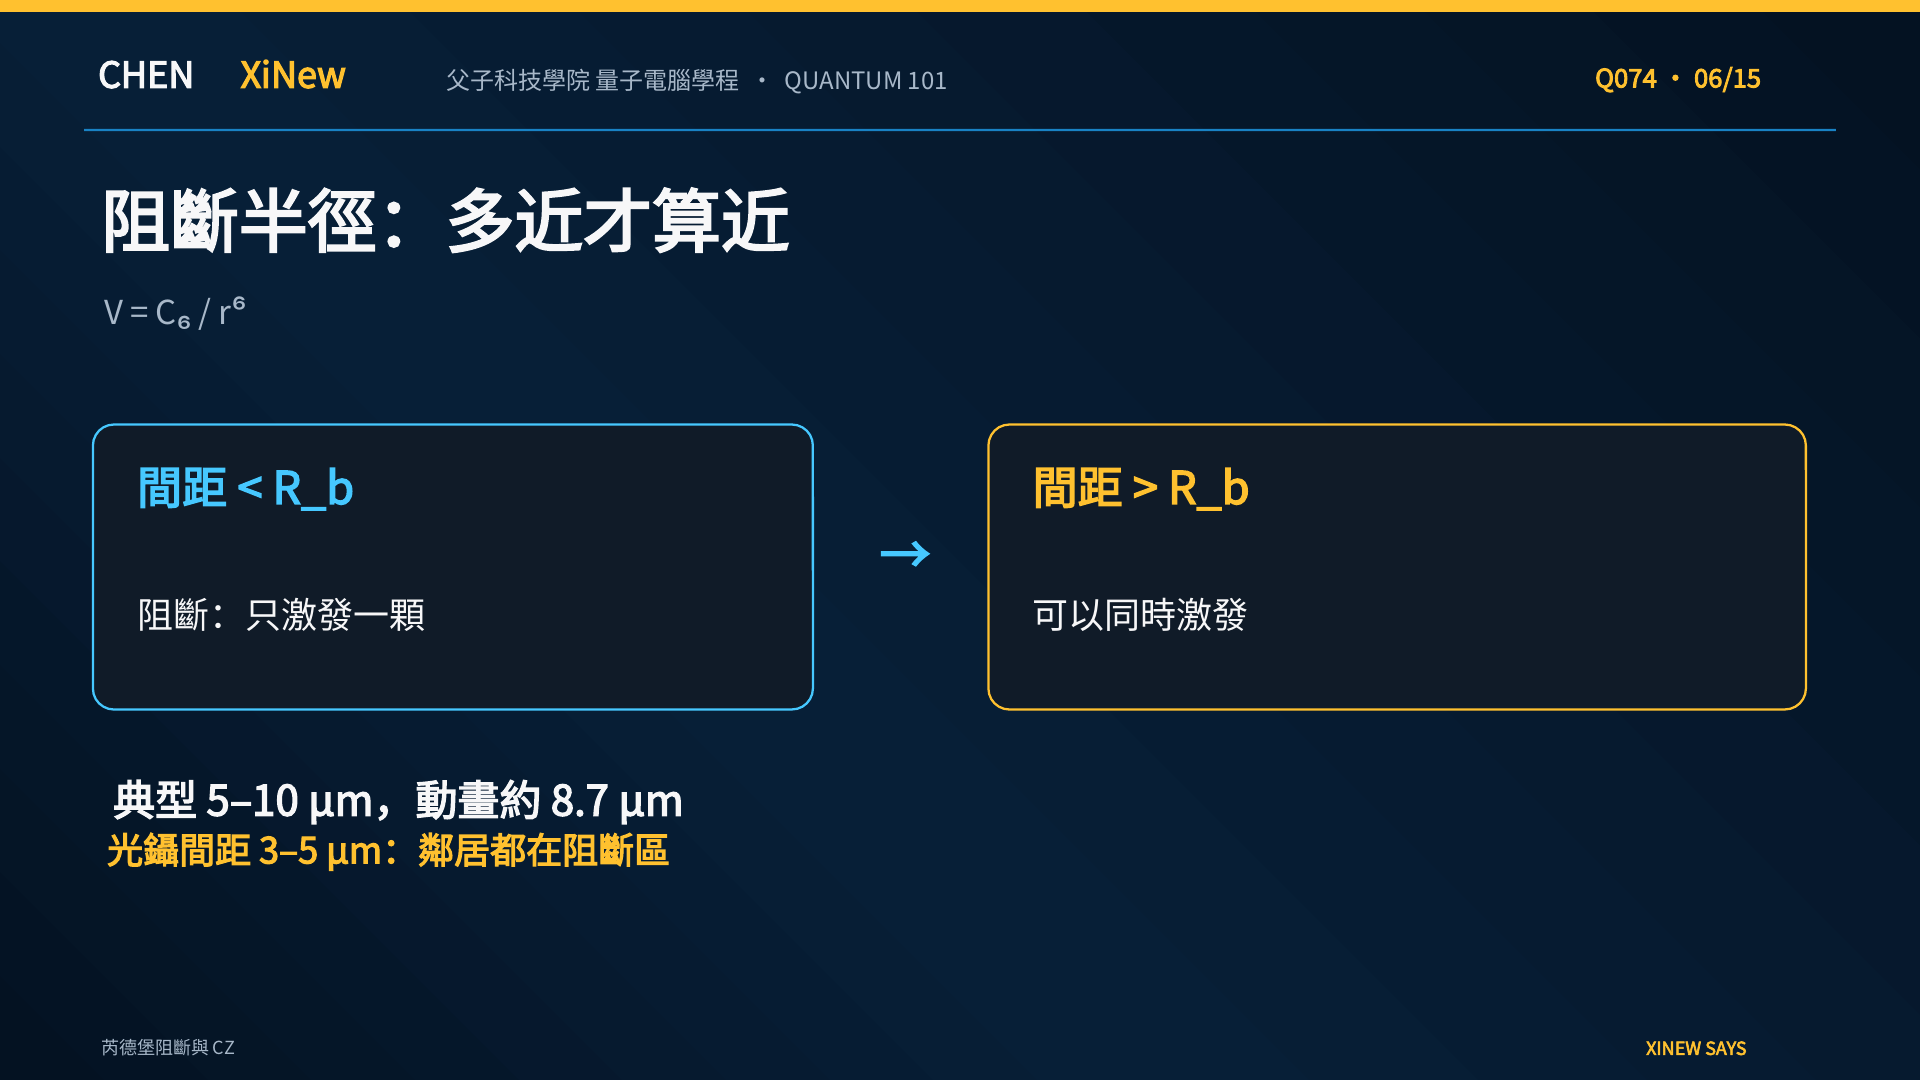 CHEN XiNew 父子科技學院 量子電腦學程 • QUANTUM 101 Q074 • 06/15
阻斷半徑：多近才算近
V = C₆ / r⁶
間距 < R_b
阻斷：只激發一顆
→
間距 > R_b
可以同時激發
典型 5–10 μm，動畫約 8.7 μm
光鑷間距 3–5 μm：鄰居都在阻斷區
芮德堡阻斷與 CZ
XINEW SAYS